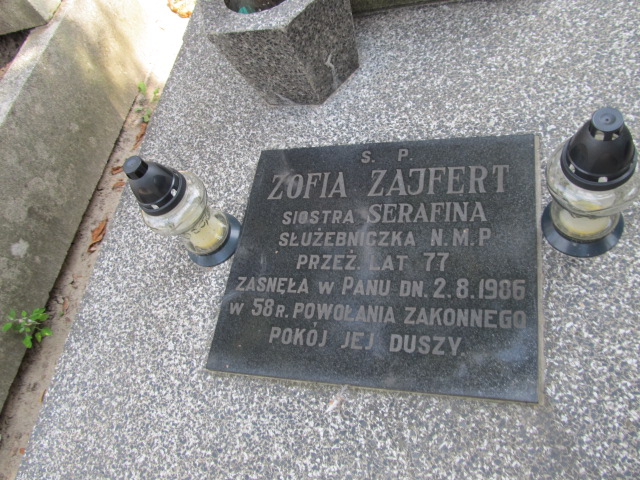 S. P.
ZOFIA ZAJFERT
SIOSTRA SERAFINA
SŁUŻEBNICZKA N.M.P
PRZEŻ. LAT 77
ZASNĘŁA W PANU DN. 2.8.1986
W 58 R. POWOŁANIA ZAKONNEGO
POKÓJ JEJ DUSZY.